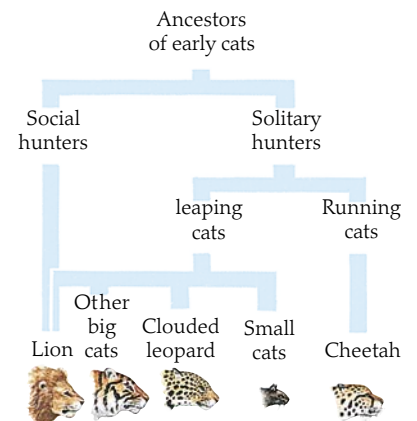 Ancestors
of early cats
Social
hunters
Solitary
hunters
leaping
cats
Running
cats
Lion
Other
big
cats
Clouded
leopard
Small
cats
Cheetah